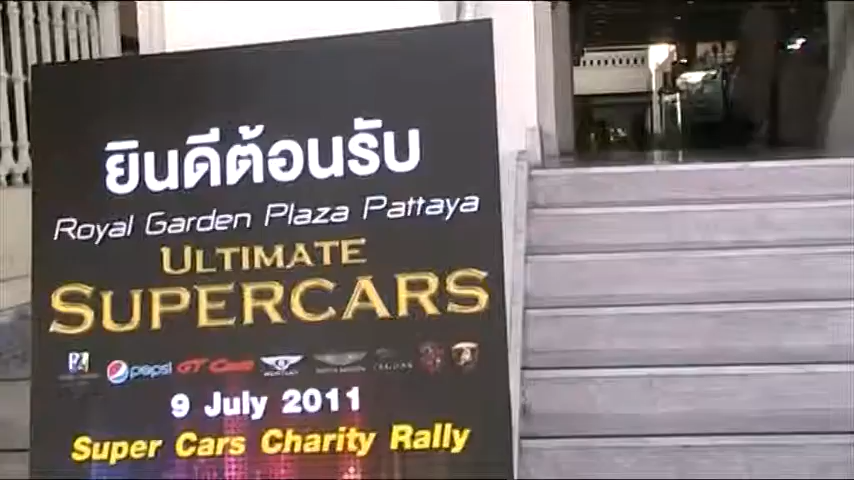 ยินดีต้อนรับ
Royal Garden Plaza Pattaya
ULTIMATE
SUPERCARS
pepsi GT Cars
9 July 2011
Super Cars Charity Rally